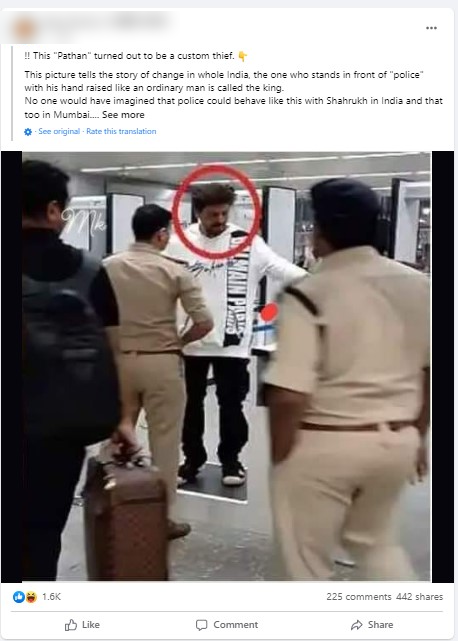 !! This "Pathan" turned out to be a custom thief. 👇
This picture tells the story of change in whole India, the one who stands in front of "police"
with his hand raised like an ordinary man is called the king.
No one would have imagined that police could behave like this with Shahrukh in India and that
too in Mumbai.... See more
· See original · Rate this translation
Mk
1.6K
225 comments 442 shares
Like
Comment
Share